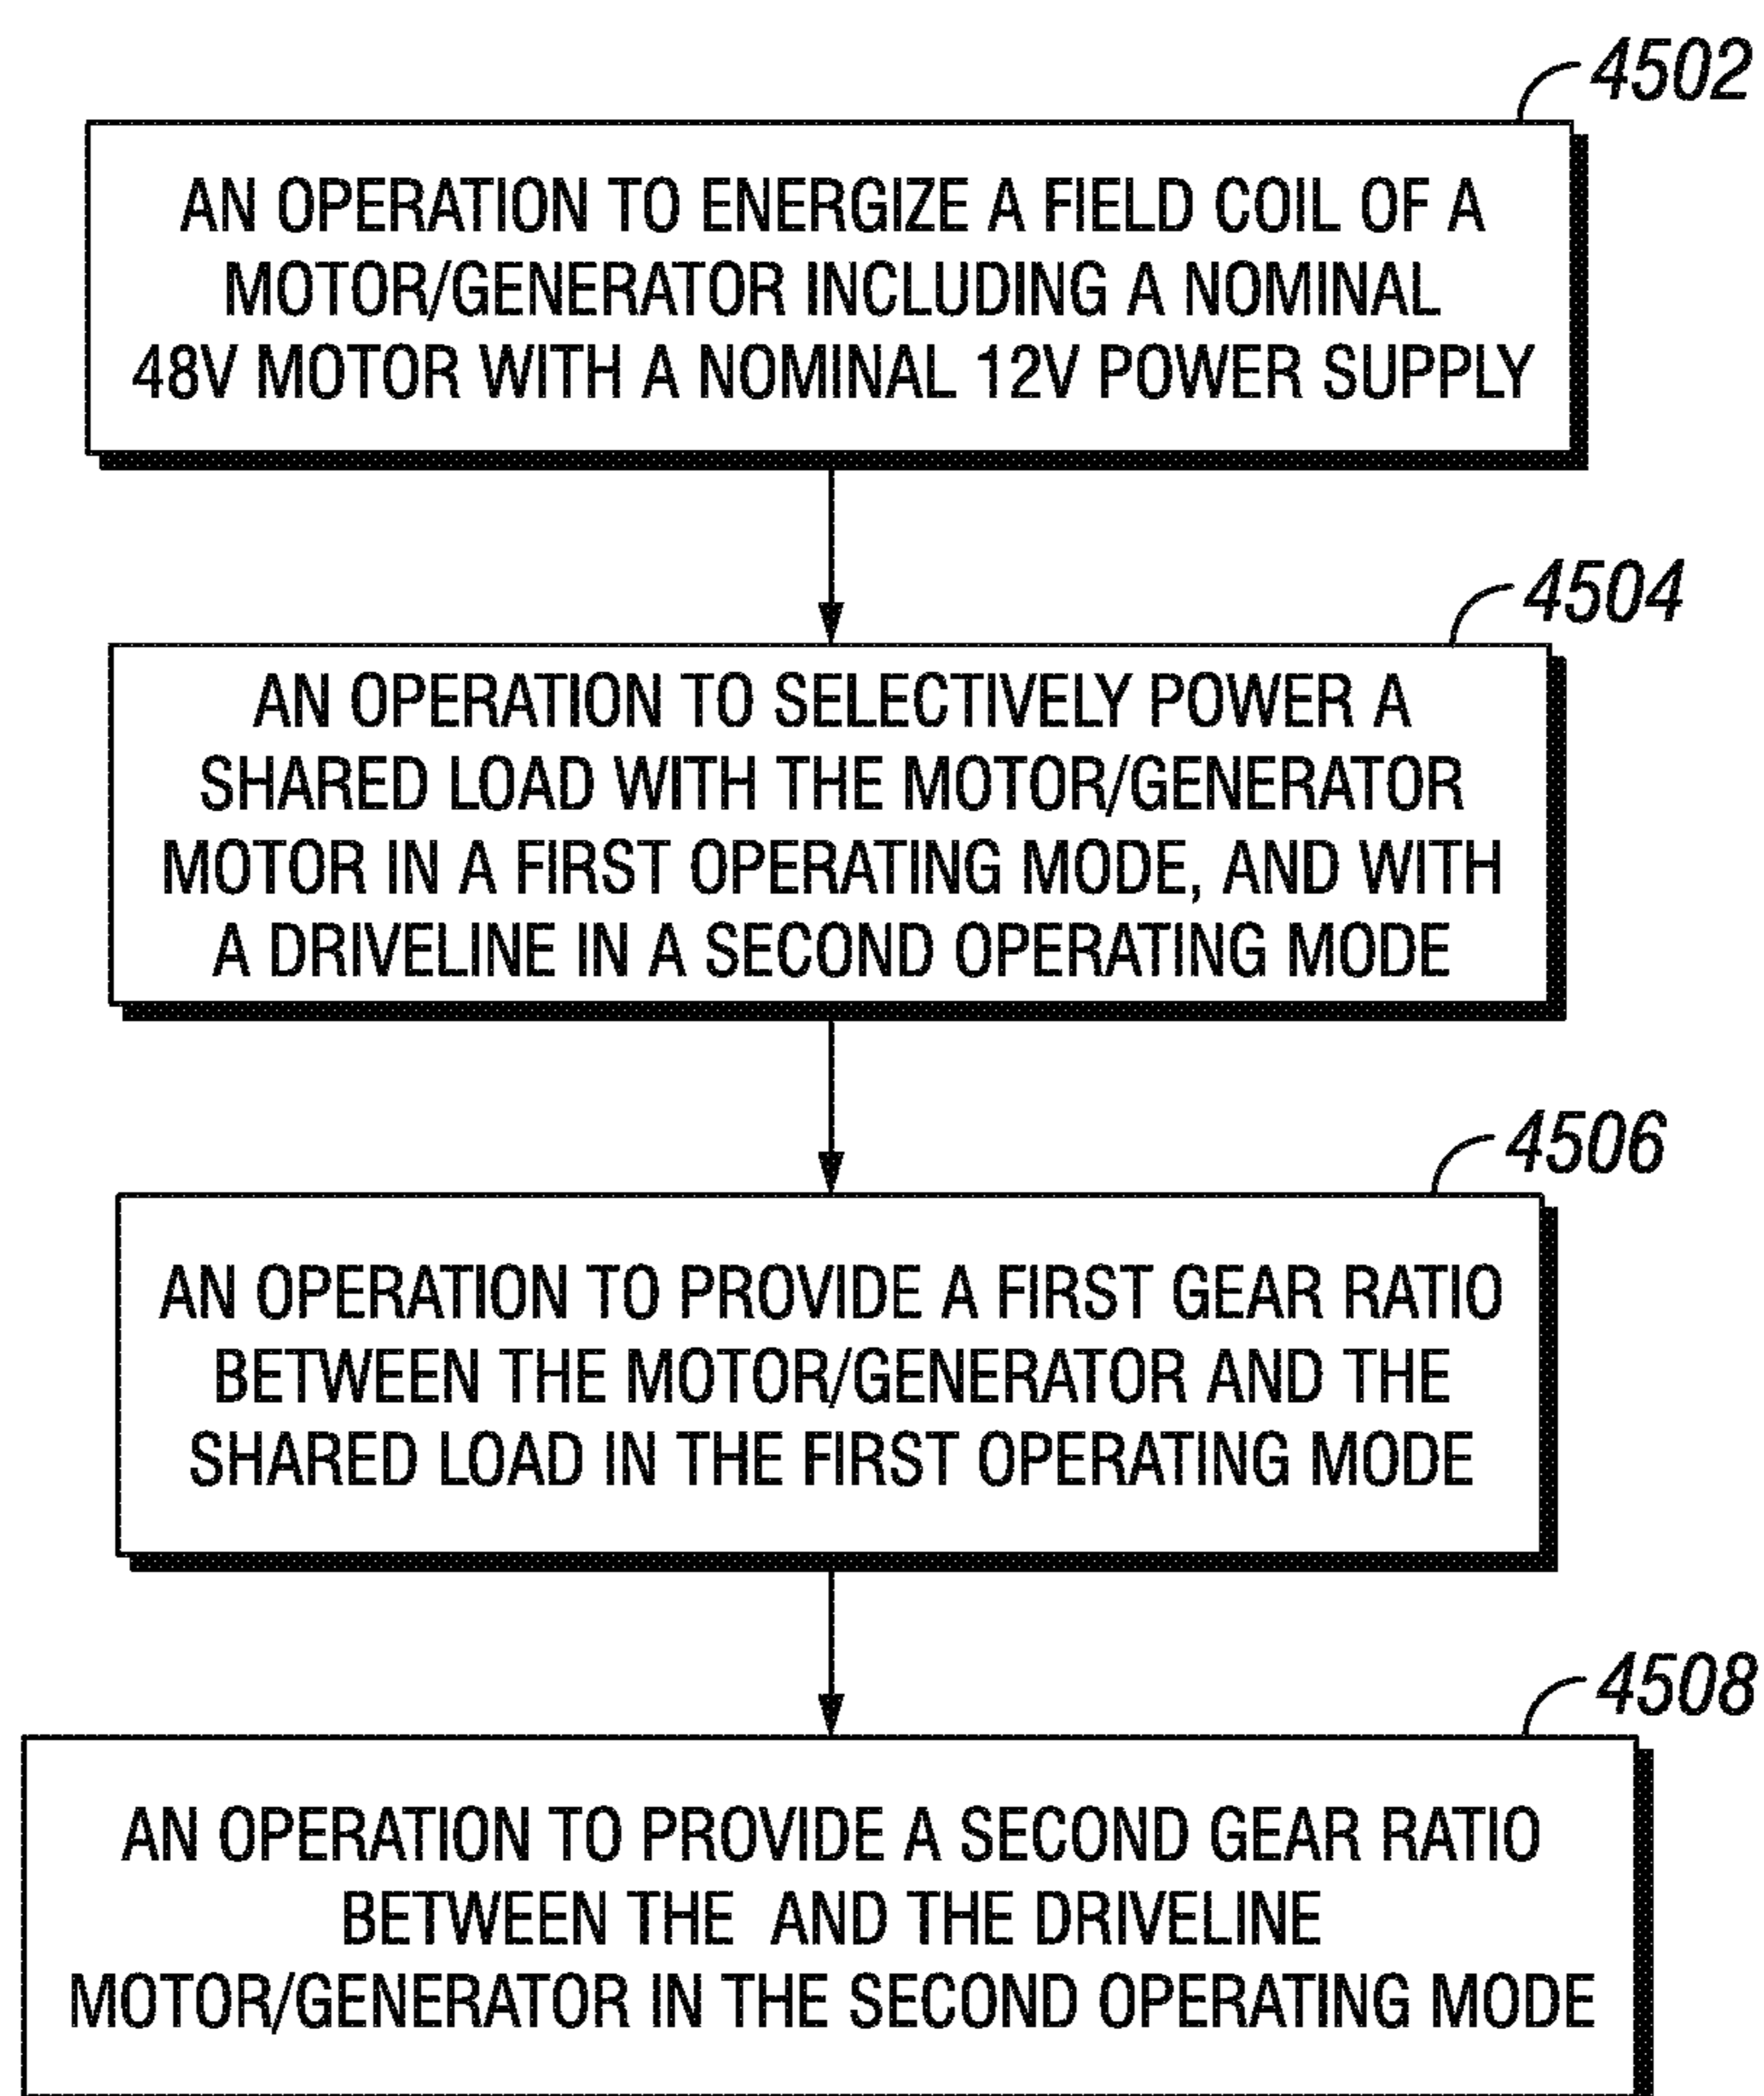 4502
AN OPERATION TO ENERGIZE A FIELD COIL OF A
MOTOR/GENERATOR INCLUDING A NOMINAL
48V MOTOR WITH A NOMINAL 12V POWER SUPPLY
4504
AN OPERATION TO SELECTIVELY POWER A
SHARED LOAD WITH THE MOTOR/GENERATOR
MOTOR IN A FIRST OPERATING MODE, AND WITH
A DRIVELINE IN A SECOND OPERATING MODE
4506
AN OPERATION TO PROVIDE A FIRST GEAR RATIO
BETWEEN THE MOTOR/GENERATOR AND THE
SHARED LOAD IN THE FIRST OPERATING MODE
4508
AN OPERATION TO PROVIDE A SECOND GEAR RATIO
BETWEEN THE  AND THE DRIVELINE
MOTOR/GENERATOR IN THE SECOND OPERATING MODE